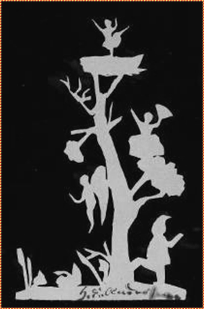 H. C. Andersen